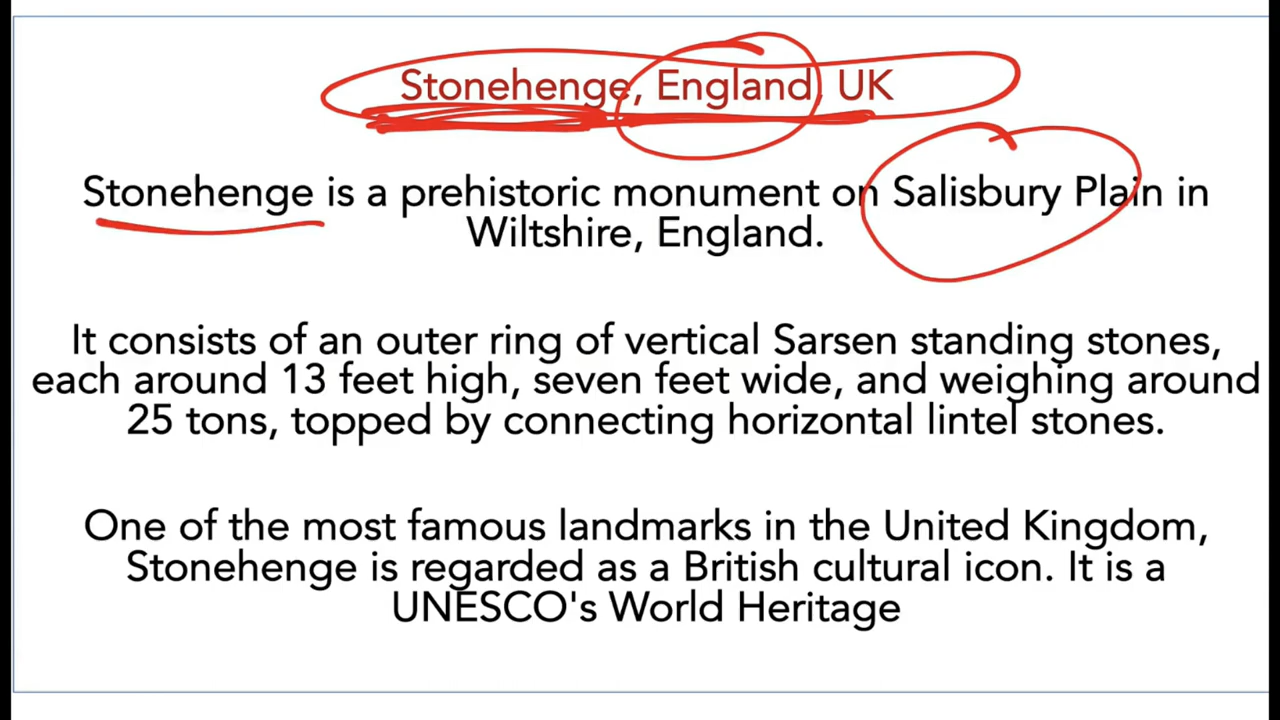 Stonehenge, England, UK
Stonehenge is a prehistoric monument on Salisbury Plain in
Wiltshire, England.
It consists of an outer ring of vertical Sarsen standing stones,
each around 13 feet high, seven feet wide, and weighing around
25 tons, topped by connecting horizontal lintel stones.
One of the most famous landmarks in the United Kingdom,
Stonehenge is regarded as a British cultural icon. It is a
UNESCO's World Heritage